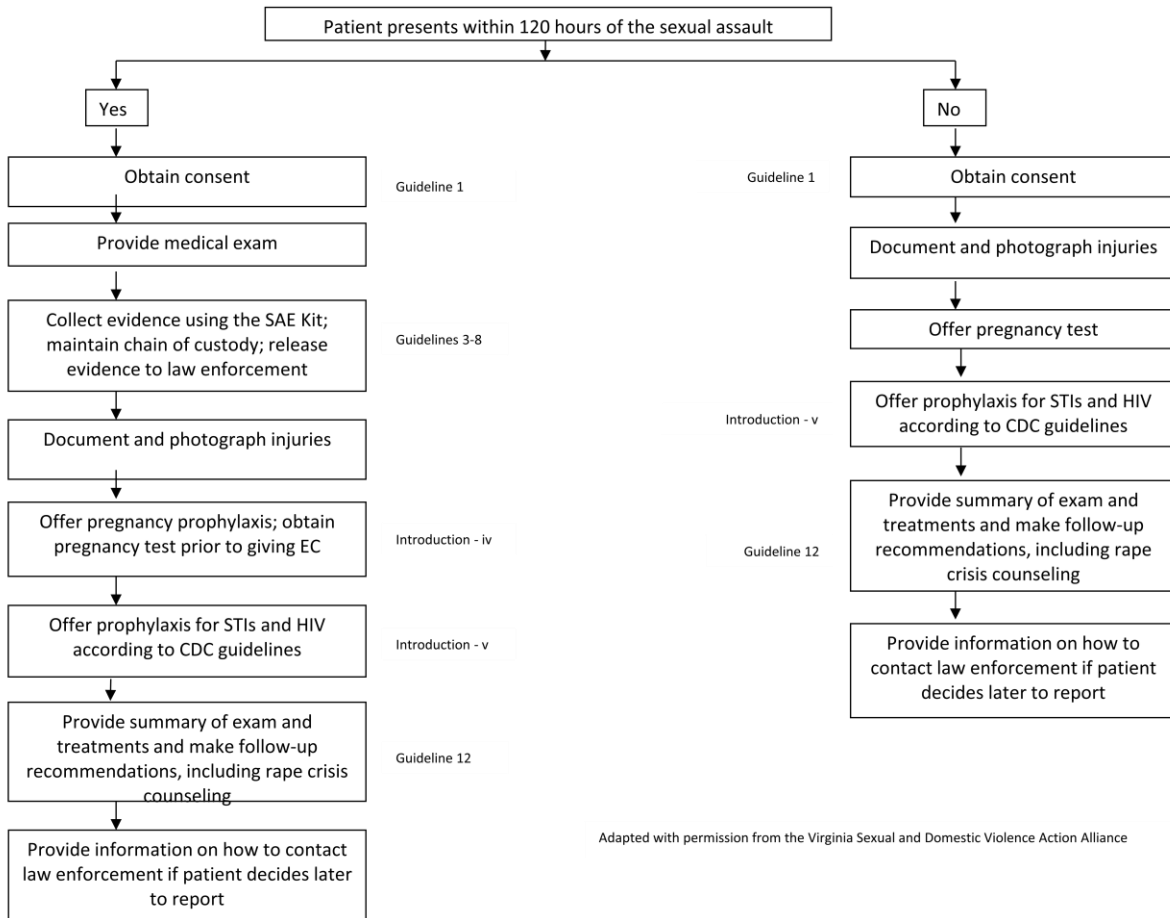 Patient presents within 120 hours of the sexual assault
Yes
Obtain consent
Guideline 1
Provide medical exam
Collect evidence using the SAE Kit;
maintain chain of custody; release
evidence to law enforcement
Guidelines 3-8
Document and photograph injuries
Offer pregnancy prophylaxis; obtain
pregnancy test prior to giving EC
Introduction - iv
Offer prophylaxis for STIs and HIV
according to CDC guidelines
Introduction - v
Provide summary of exam and
treatments and make follow-up
recommendations, including rape crisis
counseling
Guideline 12
Provide information on how to contact
law enforcement if patient decides later
to report
No
Guideline 1
Obtain consent
Document and photograph injuries
Offer pregnancy test
Introduction - v
Offer prophylaxis for STIs and HIV
according to CDC guidelines
Guideline 12
Provide summary of exam and
treatments and make follow-up
recommendations, including rape
crisis counseling
Provide information on how to
contact law enforcement if patient
decides later to report
Adapted with permission from the Virginia Sexual and Domestic Violence Action Alliance